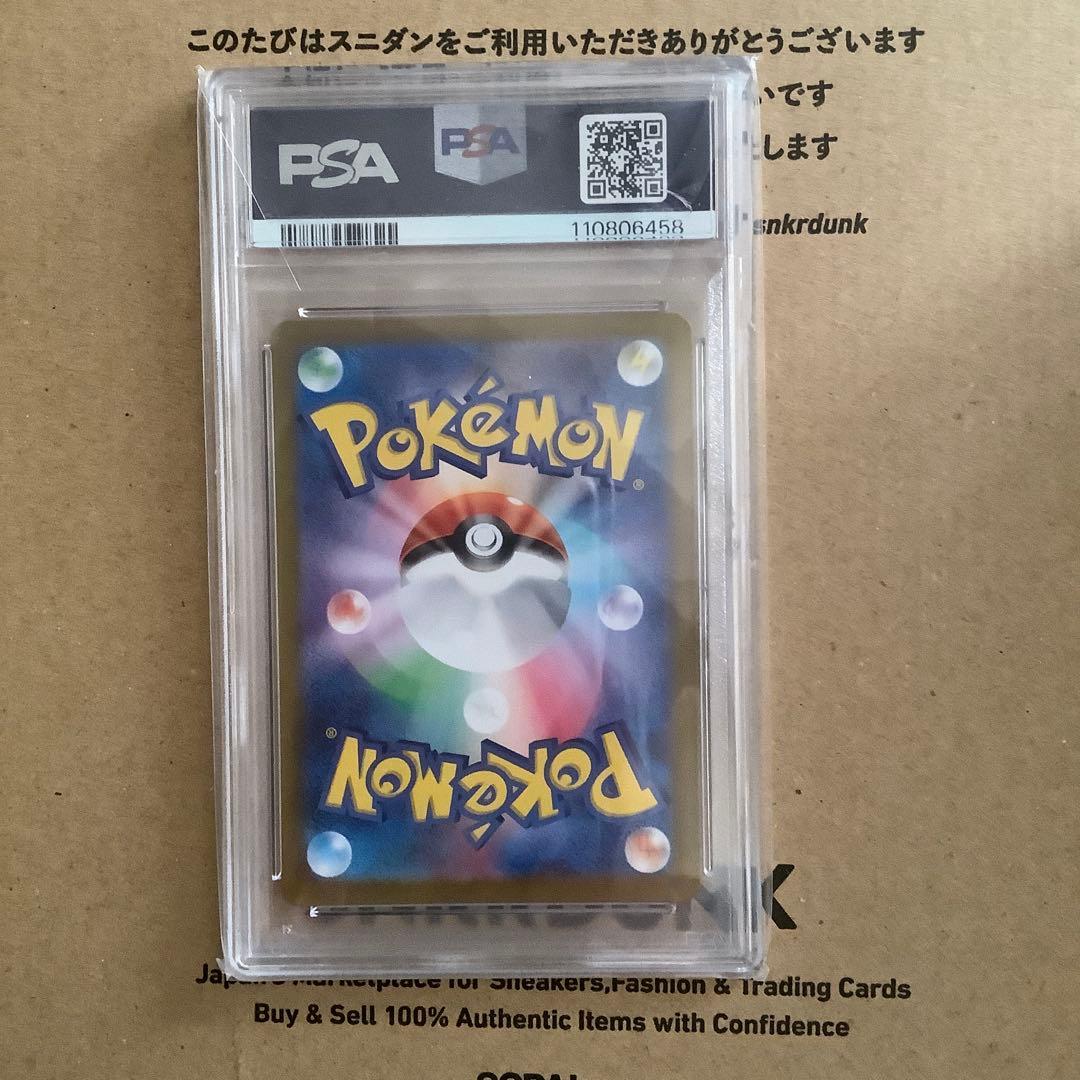 このたびはスニダンをご利用いただきありがとうございます
いです
します
PSA
PSA
110806458
snkrdunk
POKéMON
®
®
POKéMON
Japan's Marketplace for Sneakers,Fashion & Trading Cards
Buy & Sell 100% Authentic Items with Confidence